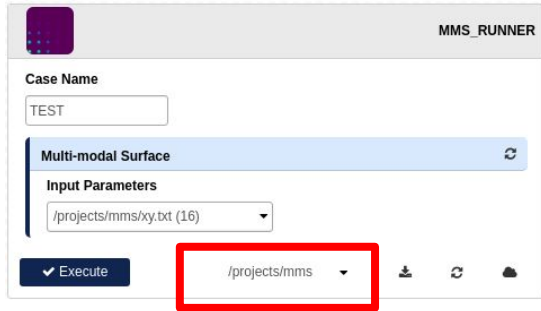 MMS_RUNNER
Case Name
TEST
Multi-modal Surface
Input Parameters
/projects/mms/xy.txt (16)
Execute /projects/mms